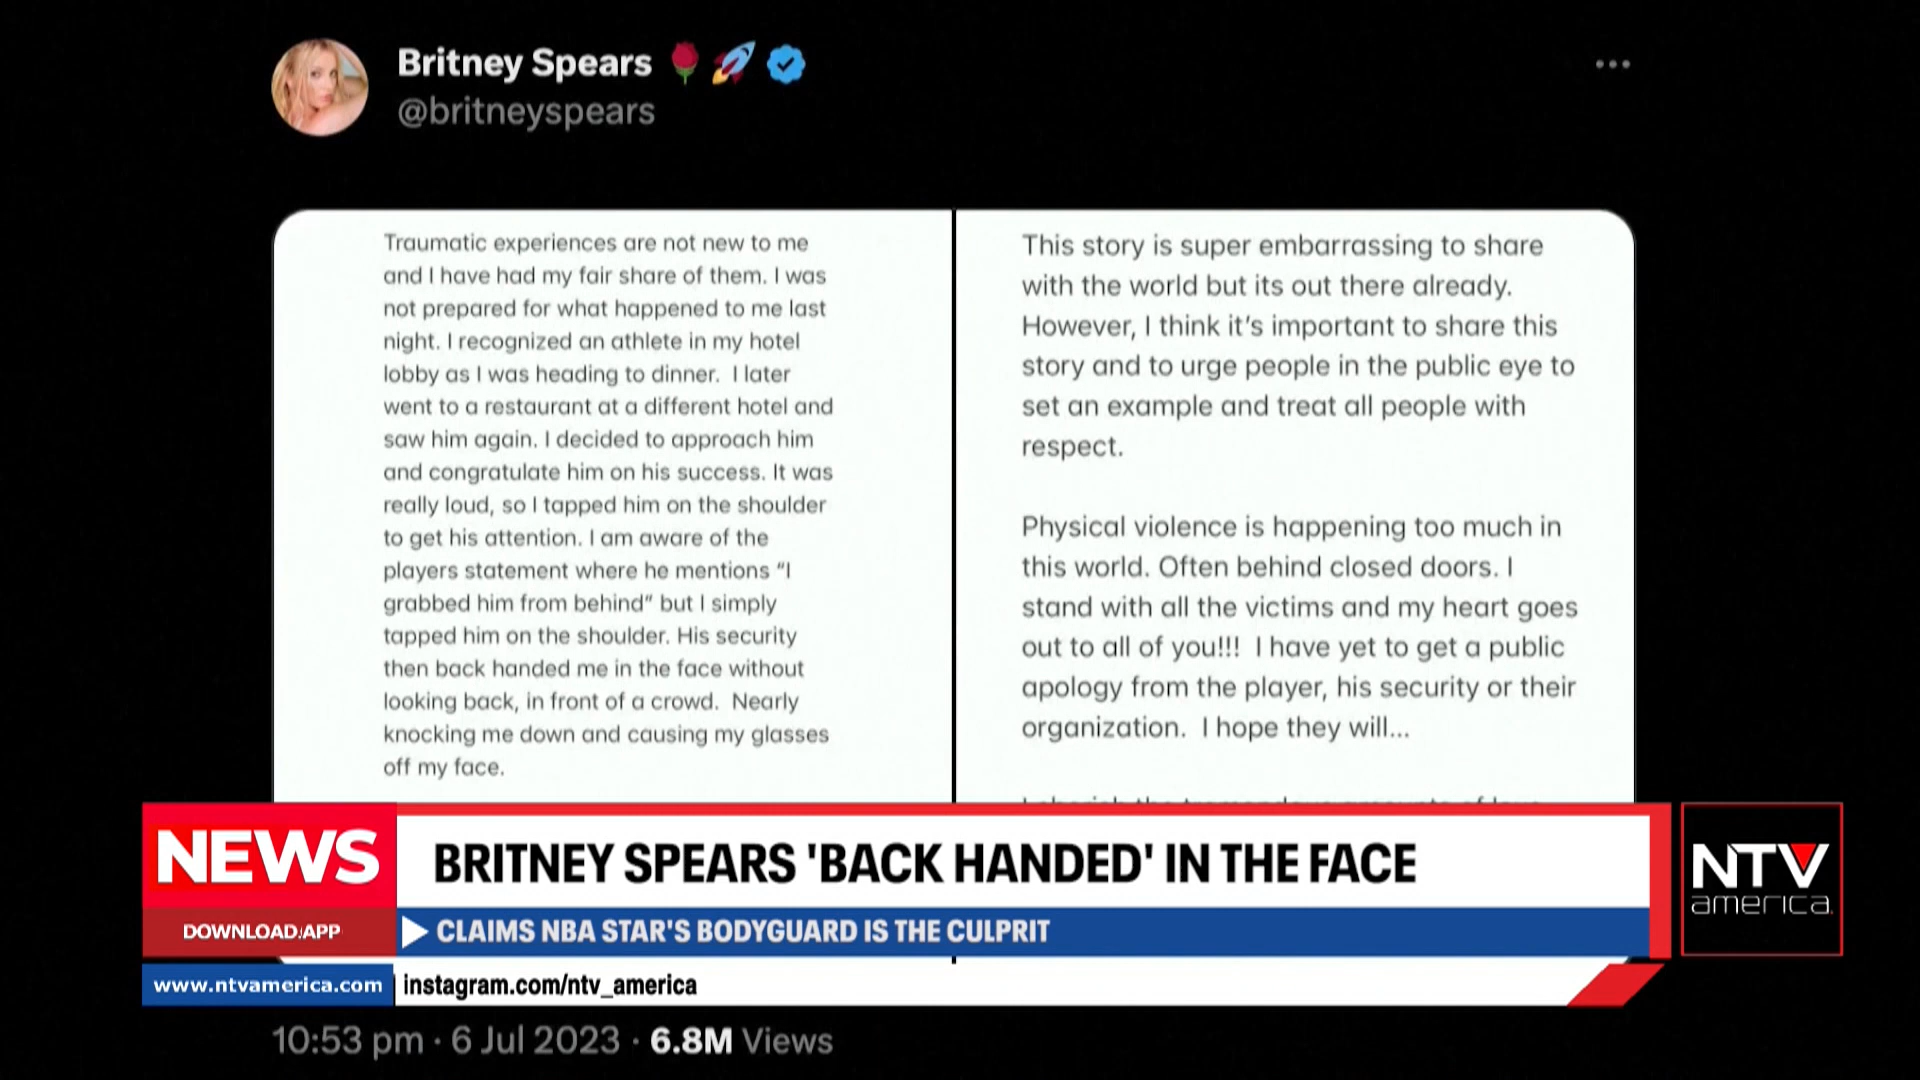 Britney Spears
@britneyspears
Traumatic experiences are not new to me
and I have had my fair share of them. I was
not prepared for what happened to me last
night. I recognized an athlete in my hotel
lobby as I was heading to dinner.  I later
went to a restaurant at a different hotel and
saw him again. I decided to approach him
and congratulate him on his success. It was
really loud, so I tapped him on the shoulder
to get his attention. I am aware of the
players statement where he mentions “I
grabbed him from behind” but I simply
tapped him on the shoulder. His security
then back handed me in the face without
looking back, in front of a crowd.  Nearly
knocking me down and causing my glasses
off my face.
This story is super embarrassing to share
with the world but its out there already.
However, I think it’s important to share this
story and to urge people in the public eye to
set an example and treat all people with
respect.
Physical violence is happening too much in
this world. Often behind closed doors. I
stand with all the victims and my heart goes
out to all of you!!!  I have yet to get a public
apology from the player, his security or their
organization.  I hope they will...
NEWS
BRITNEY SPEARS 'BACK HANDED' IN THE FACE
NTV
america
DOWNLOAD:APP
CLAIMS NBA STAR'S BODYGUARD IS THE CULPRIT
www.ntvamerica.com
instagram.com/ntv_america
10:53 pm · 6 Jul 2023 · 6.8M Views